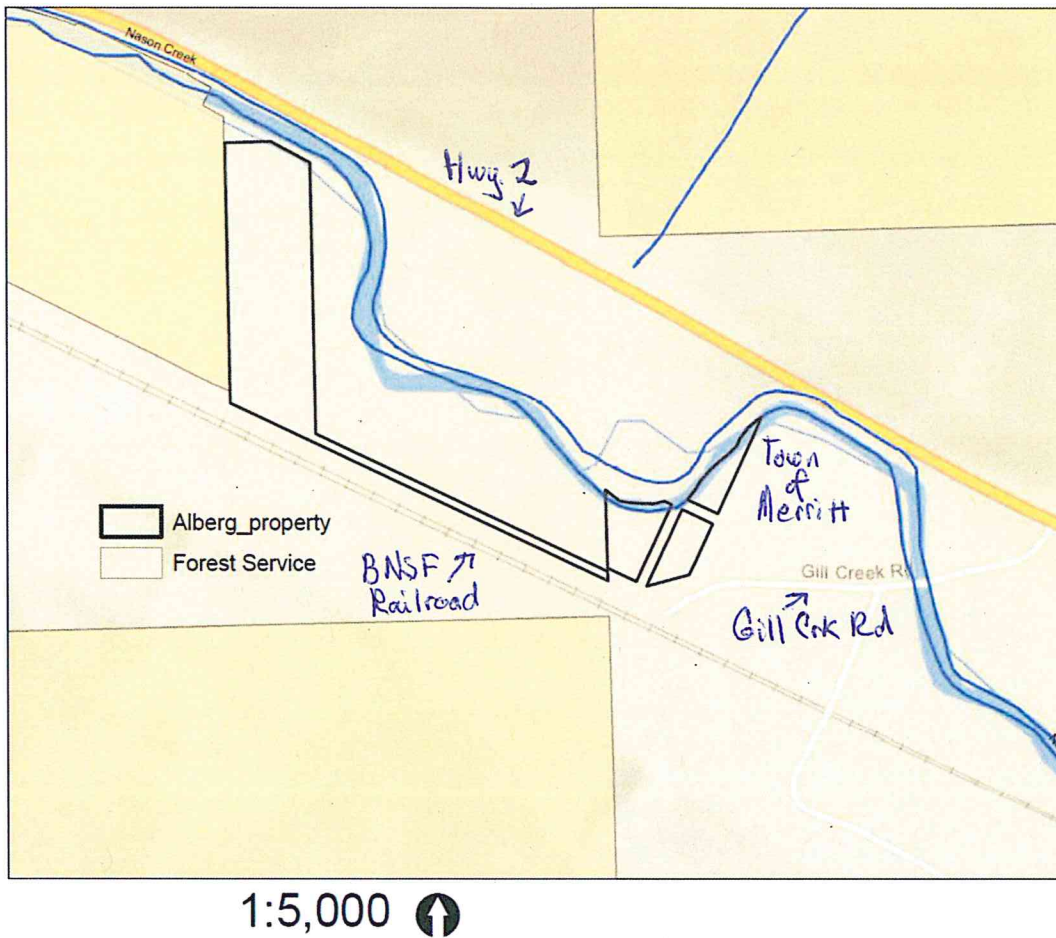 Nason Creek
Hwy. 2
Town
of
Merritt
Alberg_property
Forest Service
BNSF
Railroad
Gill Creek R
Gill Crk Rd
1:5,000